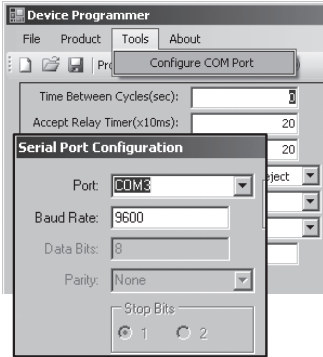 Device Programmer
File Product Tools About
Configure COM Port
Time Between Cycles(sec): 0
Accept Relay Timer(x10ms): 20
20
Serial Port Configuration
Port: COM3
Baud Rate: 9600
Data Bits: 8
Parity: None
Stop Bits
1 2